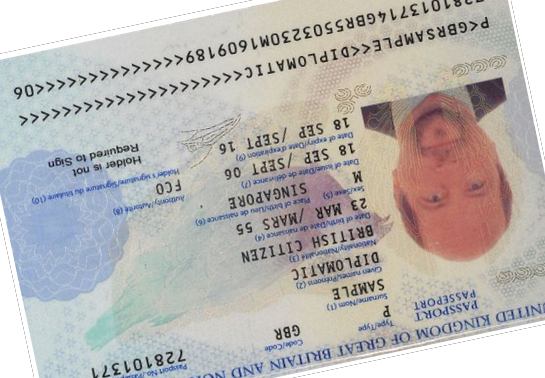 UNITED KINGDOM OF GREAT BRITAIN AND NO
PASSPORT
PASSEPORT
Type/Type
P
Code/Code
GBR
Passport No./Passeport
728101371
Surname/Nom (1)
SAMPLE
Given names/Prénoms (2)
DIPLOMATIC
Nationality/Nationalité (3)
BRITISH CITIZEN
Date of birth/Date de naissance (4)
23 MAR /MARS 55
Sex/Sexe (5)
M
Place of birth/Lieu de naissance (6)
SINGAPORE
Date of issue/Date de délivrance (7)
18 SEP /SEPT 06
Authority/Autorité (8)
FCO
Date of expiry/Date d'expiration (9)
18 SEP /SEPT 16
Holder's signature/Signature du titulaire (10)
Holder is not
Required to Sign
P<GBRSAMPLE<<DIPLOMATIC<<<<<<<<<<<<<<<<<<<<<
7281013714GBR5503230M1609189<<<<<<<<<<<<<<06